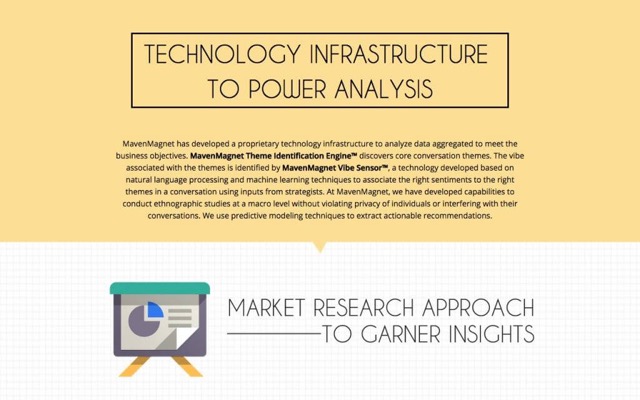 TECHNOLOGY INFRASTRUCTURE
TO POWER ANALYSIS
MavenMagnet has developed a proprietary technology infrastructure to analyze data aggregated to meet the
business objectives. MavenMagnet Theme Identification Engine™ discovers core conversation themes. The vibe
associated with the themes is identified by MavenMagnet Vibe Sensor™, a technology developed based on
natural language processing and machine learning techniques to associate the right sentiments to the right
themes in a conversation using inputs from strategists. At MavenMagnet, we have developed capabilities to
conduct ethnographic studies at a macro level without violating privacy of individuals or interfering with their
conversations. We use predictive modeling techniques to extract actionable recommendations.
MARKET RESEARCH APPROACH
TO GARNER INSIGHTS